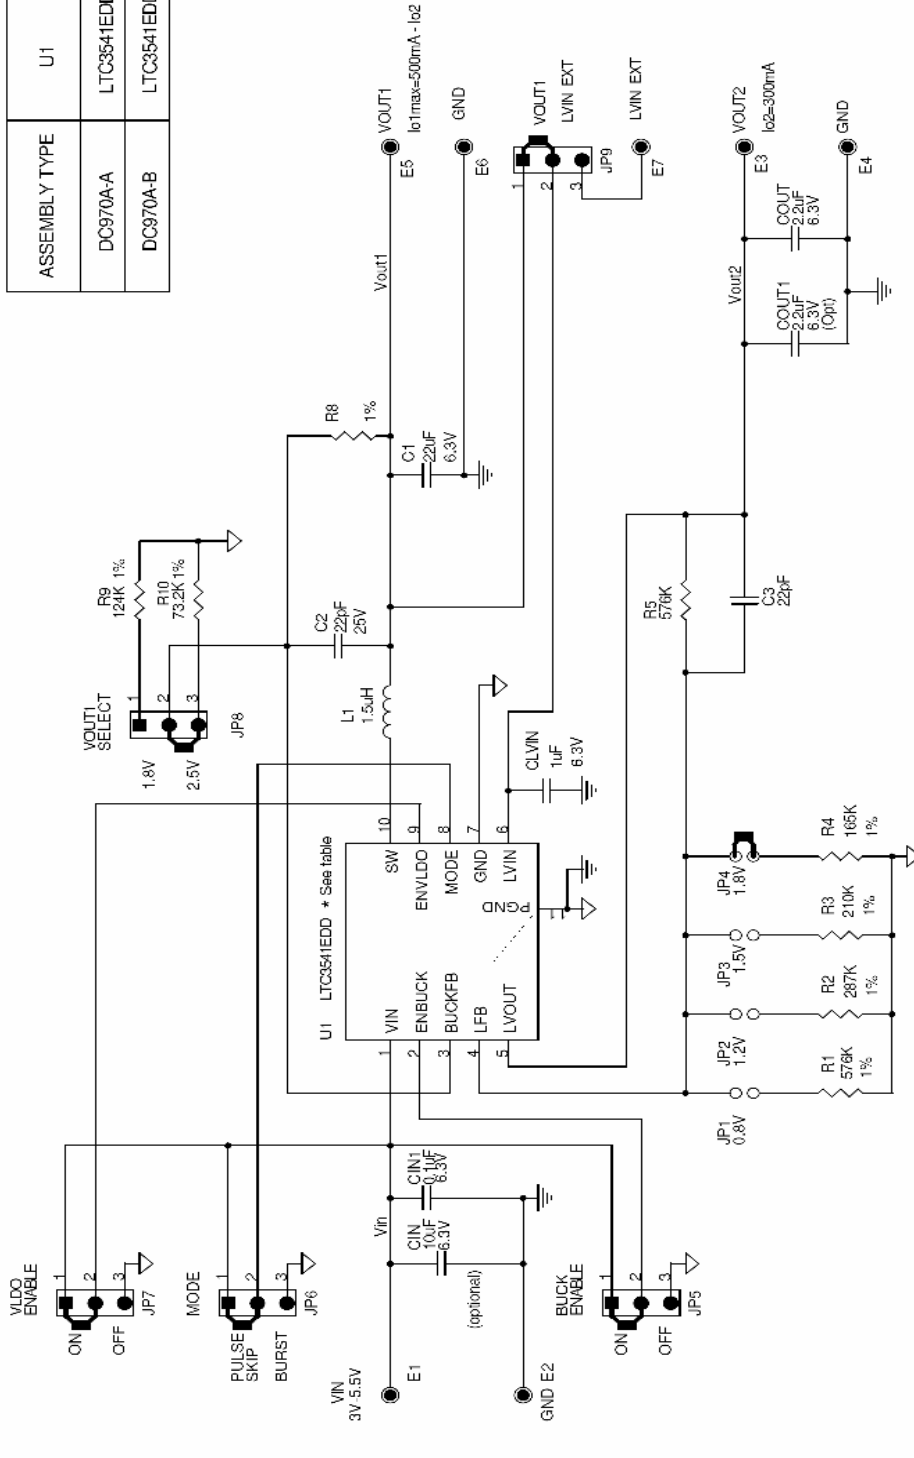 ASSEMBLY TYPE
U1
DC970A-A
LTC3541EDD
DC970A-B
LTC3541EDD
VLDO
ENABLE
ON
OFF
1
2
3
JP7
MODE
PULSE
SKIP
BURST
1
2
3
JP6
VIN
3V-5.5V
E1
GND E2
Vin
CIN
10uF
6.3V
(optional)
CIN1
0.1uF
6.3V
BUCK
ENABLE
ON
OFF
1
2
3
JP5
VOUT1
SELECT
1.8V
2.5V
1
2
3
JP8
R9
124K 1%
R10
73.2K 1%
U1
LTC3541EDD * See table
1
VIN
2
ENBUCK
3
BUCKFB
4
LFB
5
LVOUT
SW
10
ENVLDO
9
MODE
8
GND
7
LVIN
6
PGND
11
L1
1.5uH
C2
22pF
25V
R8
1%
C1
22uF
6.3V
CLVIN
1uF
6.3V
Vout1
VOUT1
Io1max=500mA - Io2
E5
GND
E6
1
2
3
JP9
VOUT1
LVIN EXT
LVIN EXT
E7
R5
576K
C3
22pF
JP1
0.8V
R1
576K
1%
JP2
1.2V
R2
287K
1%
JP3
1.5V
R3
210K
1%
JP4
1.8V
R4
165K
1%
Vout2
COUT1
2.2uF
6.3V
(Opt)
COUT
2.2uF
6.3V
VOUT2
Io2=300mA
E3
GND
E4